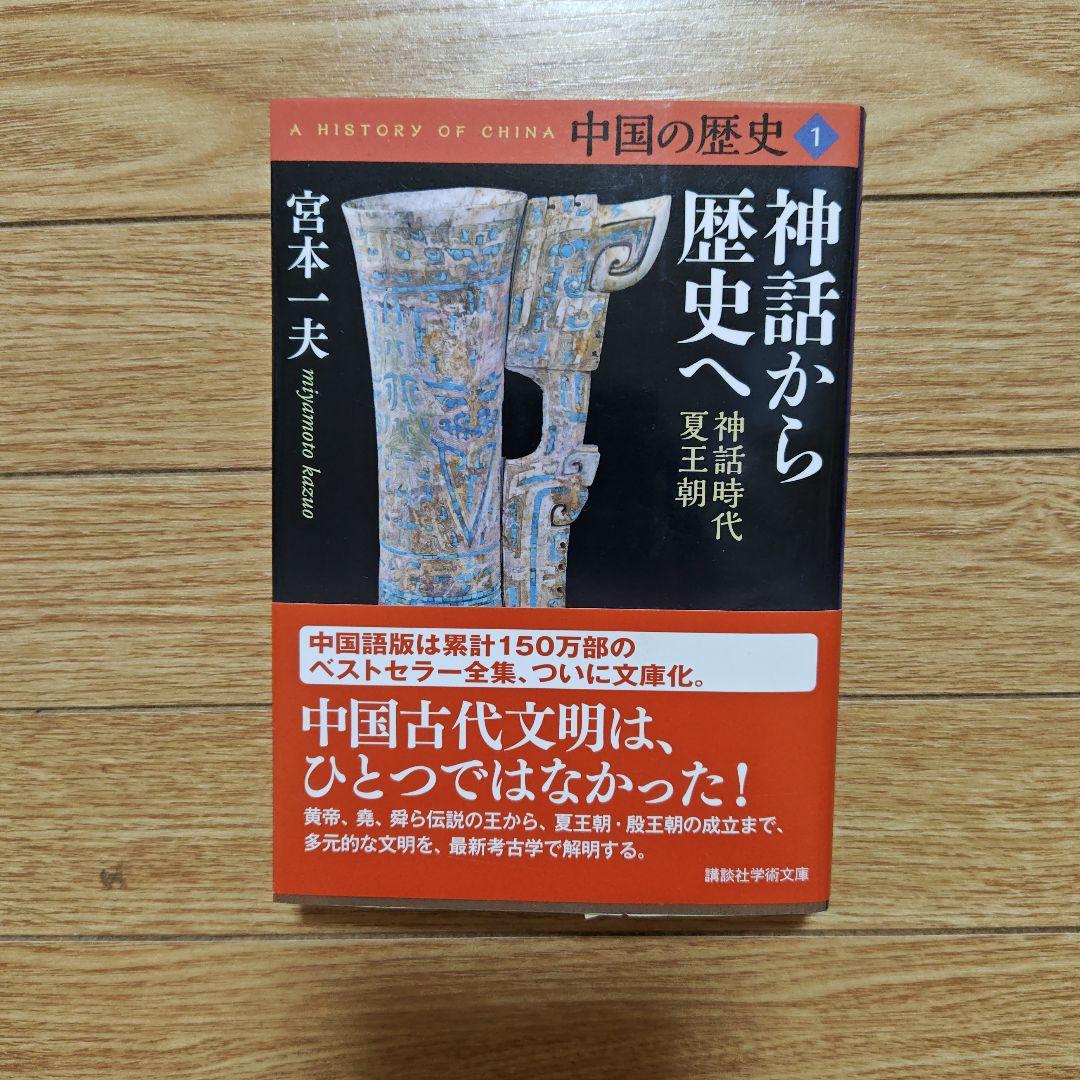 A HISTORY OF CHINA 中国の歴史 1
神話から
歴史へ
神話時代
夏王朝
宮本一夫 miyamoto kazuo
中国語版は累計150万部の
ベストセラー全集、ついに文庫化。
中国古代文明は、
ひとつではなかった!
黄帝、堯、舜ら伝説の王から、夏王朝・殷王朝の成立まで、
多元的な文明を、最新考古学で解明する。
講談社学術文庫